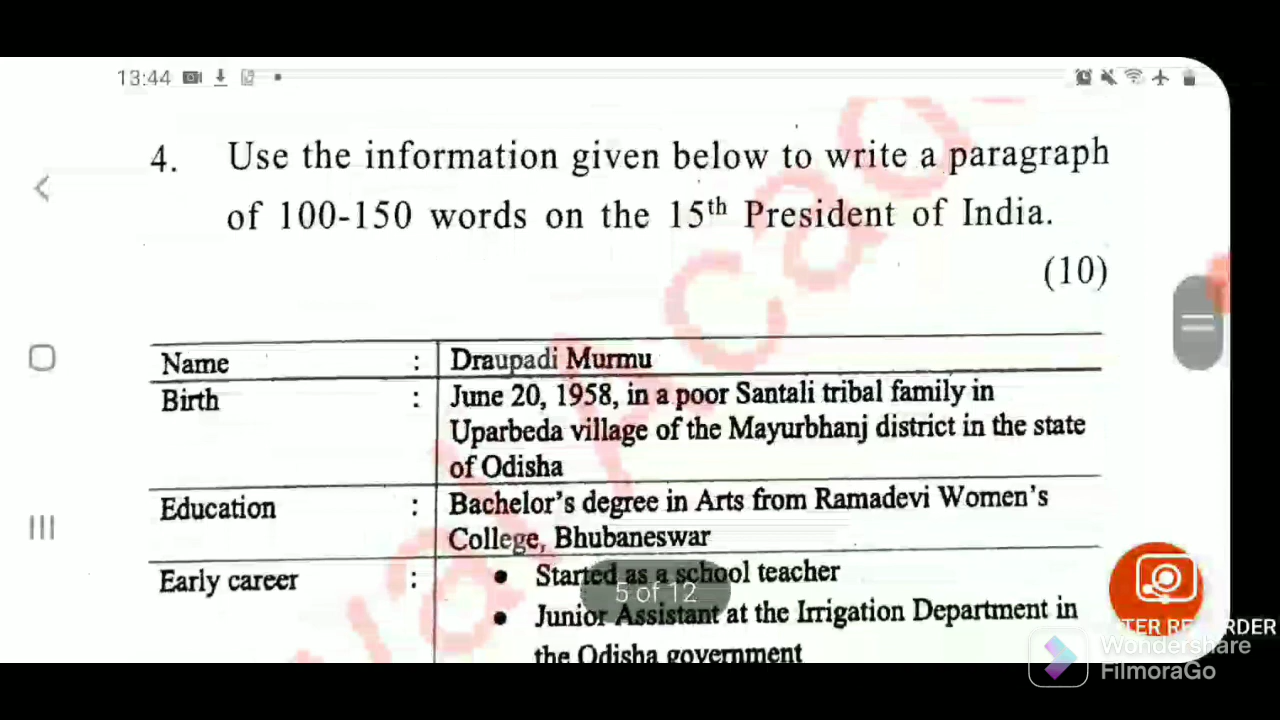 13:44
4. Use the information given below to write a paragraph
of 100-150 words on the 15th President of India.
(10)
Name : Draupadi Murmu
Birth : June 20, 1958, in a poor Santali tribal family in
Uparbeda village of the Mayurbhanj district in the state
of Odisha
Education : Bachelor's degree in Arts from Ramadevi Women's
College, Bhubaneswar
Early career : • Started as a school teacher
5 of 12
• Junior Assistant at the Irrigation Department in
the Odisha government
RDER
Wondershare
FilmoraGo